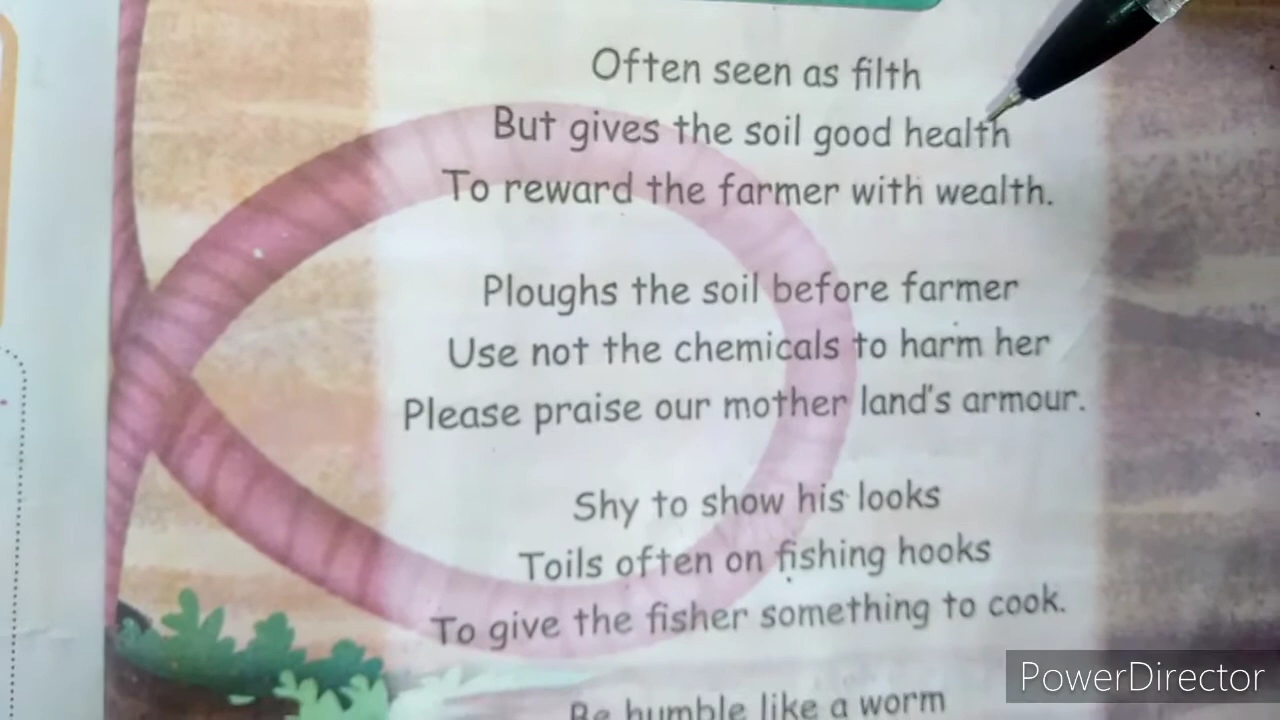 Often seen as filth
But gives the soil good health
To reward the farmer with wealth.
Ploughs the soil before farmer
Use not the chemicals to harm her
Please praise our mother land's armour.
Shy to show his looks
Toils often on fishing hooks
To give the fisher something to cook.
Be humble like a worm
PowerDirector